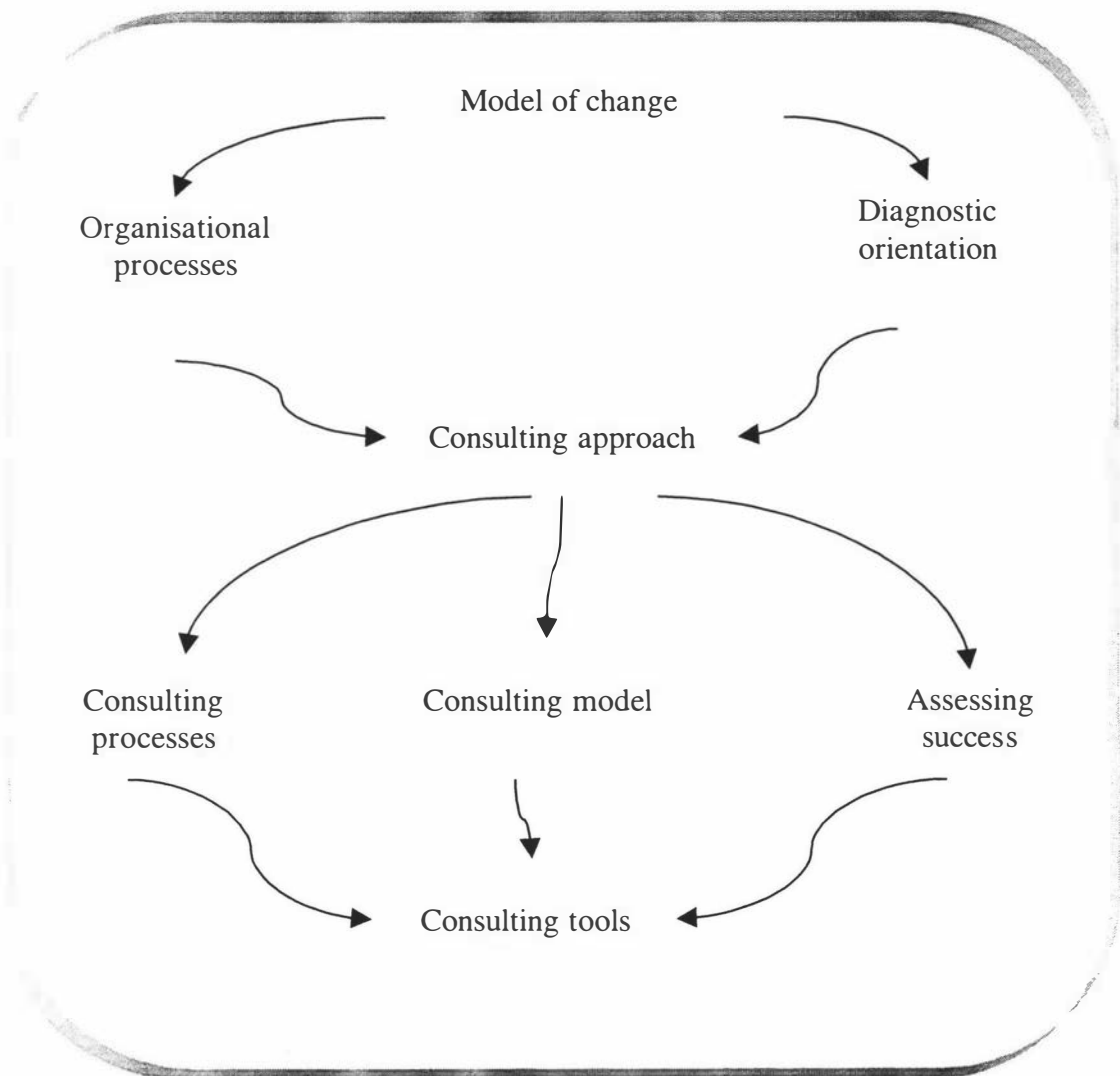 Model of change
Organisational
processes
Diagnostic
orientation
Consulting approach
Consulting
processes
Consulting model
Assessing
success
Consulting tools